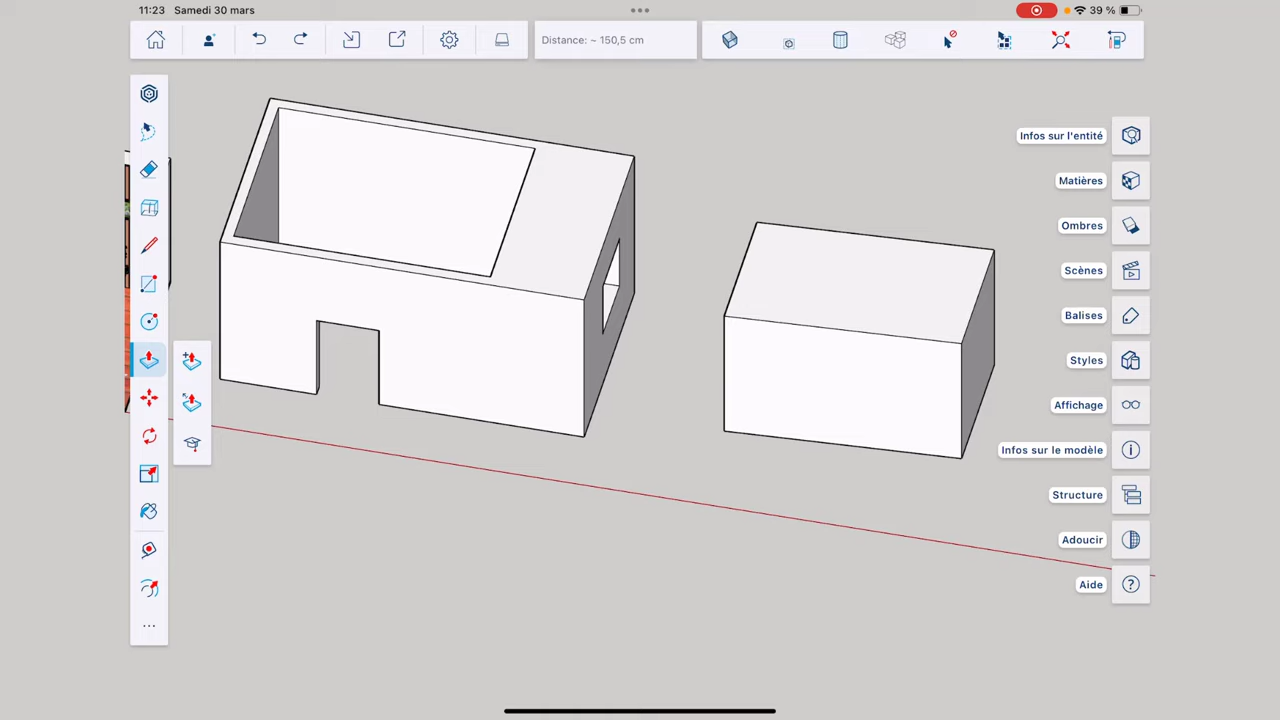 11:23 Samedi 30 mars
39 %
Distance: ~ 150,5 cm
Infos sur l'entité
Matières
Ombres
Scènes
Balises
Styles
Affichage
Infos sur le modèle
Structure
Adoucir
Aide